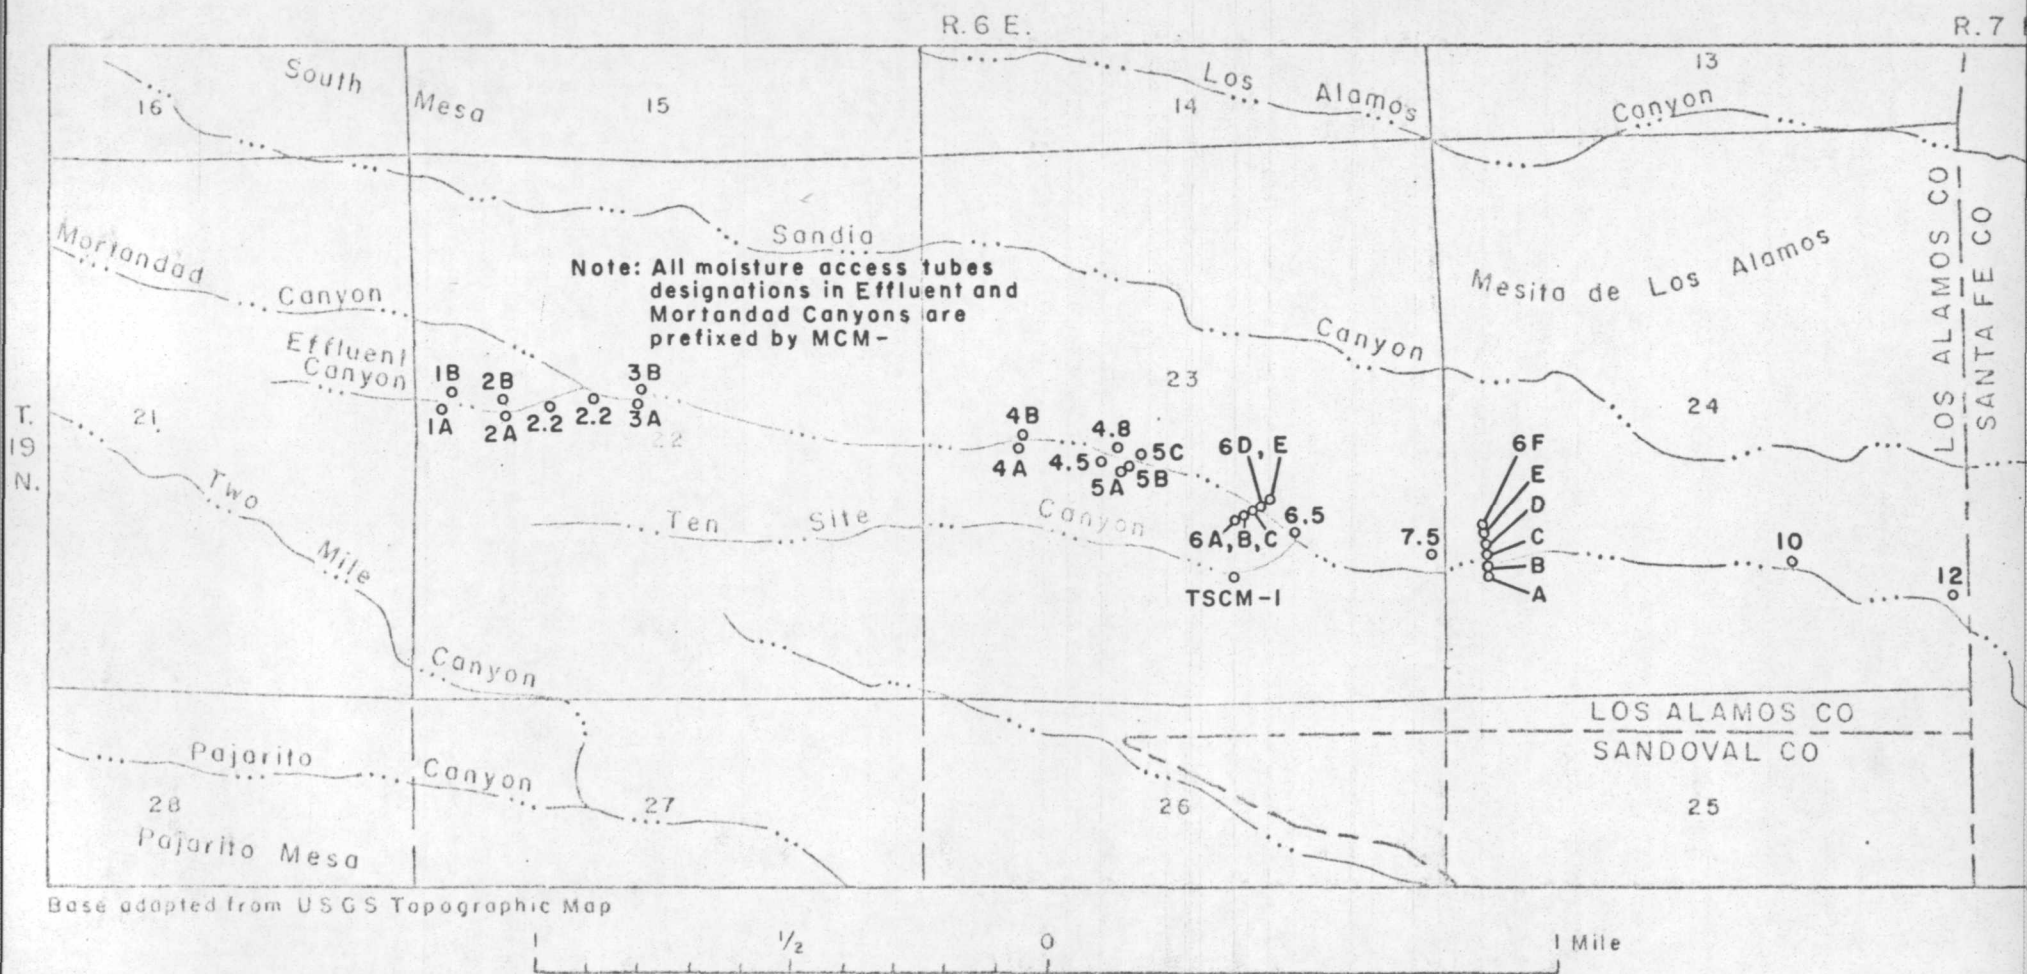 R. 6 E.
R. 7
13
South
Los
16
Mesa
15
14
Alamos
Canyon
Mortandad
Sandia
LOS ALAMOS CO
SANTA FE CO
Mesita de Los Alamos
Note: All moisture access tubes
designations in Effluent and
Mortandad Canyons are
prefixed by MCM-
Canyon
Effluent
Canyon
Canyon
1B
2B
3B
23
T.
19
N.
21
1A
2A
2.2
2.2
3A
22
24
4B
4.8
4A
4.5
5C
5A
5B
6D, E
6F
E
D
C
B
A
Two
Mile
Ten Site Canyon
6A, B, C
6.5
7.5
10
12
TSCM-1
Canyon
LOS ALAMOS CO
SANDOVAL CO
Pajarito
Canyon
28
27
26
25
Pajarito Mesa
Base adapted from USGS Topographic Map
1
1/2
0
1 Mile